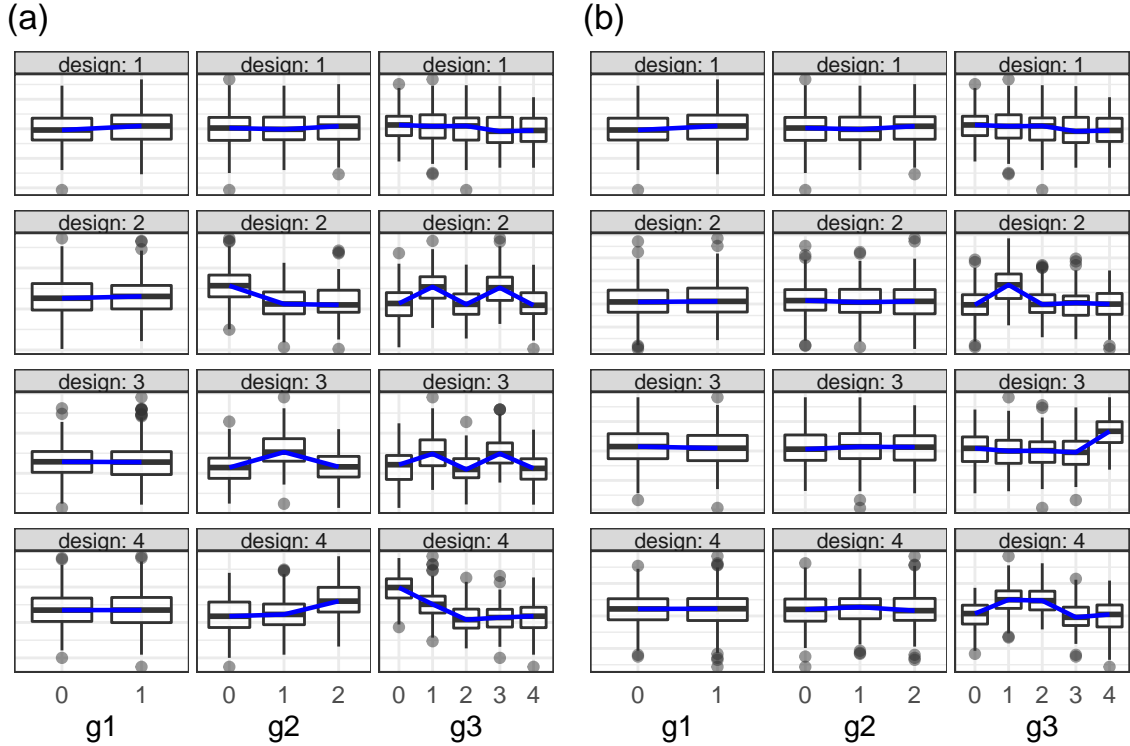 (a) (b)
design: 1 design: 1 design: 1 design: 1 design: 1 design: 1
design: 2 design: 2 design: 2 design: 2 design: 2 design: 2
design: 3 design: 3 design: 3 design: 3 design: 3 design: 3
design: 4 design: 4 design: 4 design: 4 design: 4 design: 4
0 1 0 1 2 0 1 2 3 4 0 1 0 1 2 0 1 2 3 4
g1 g2 g3 g1 g2 g3